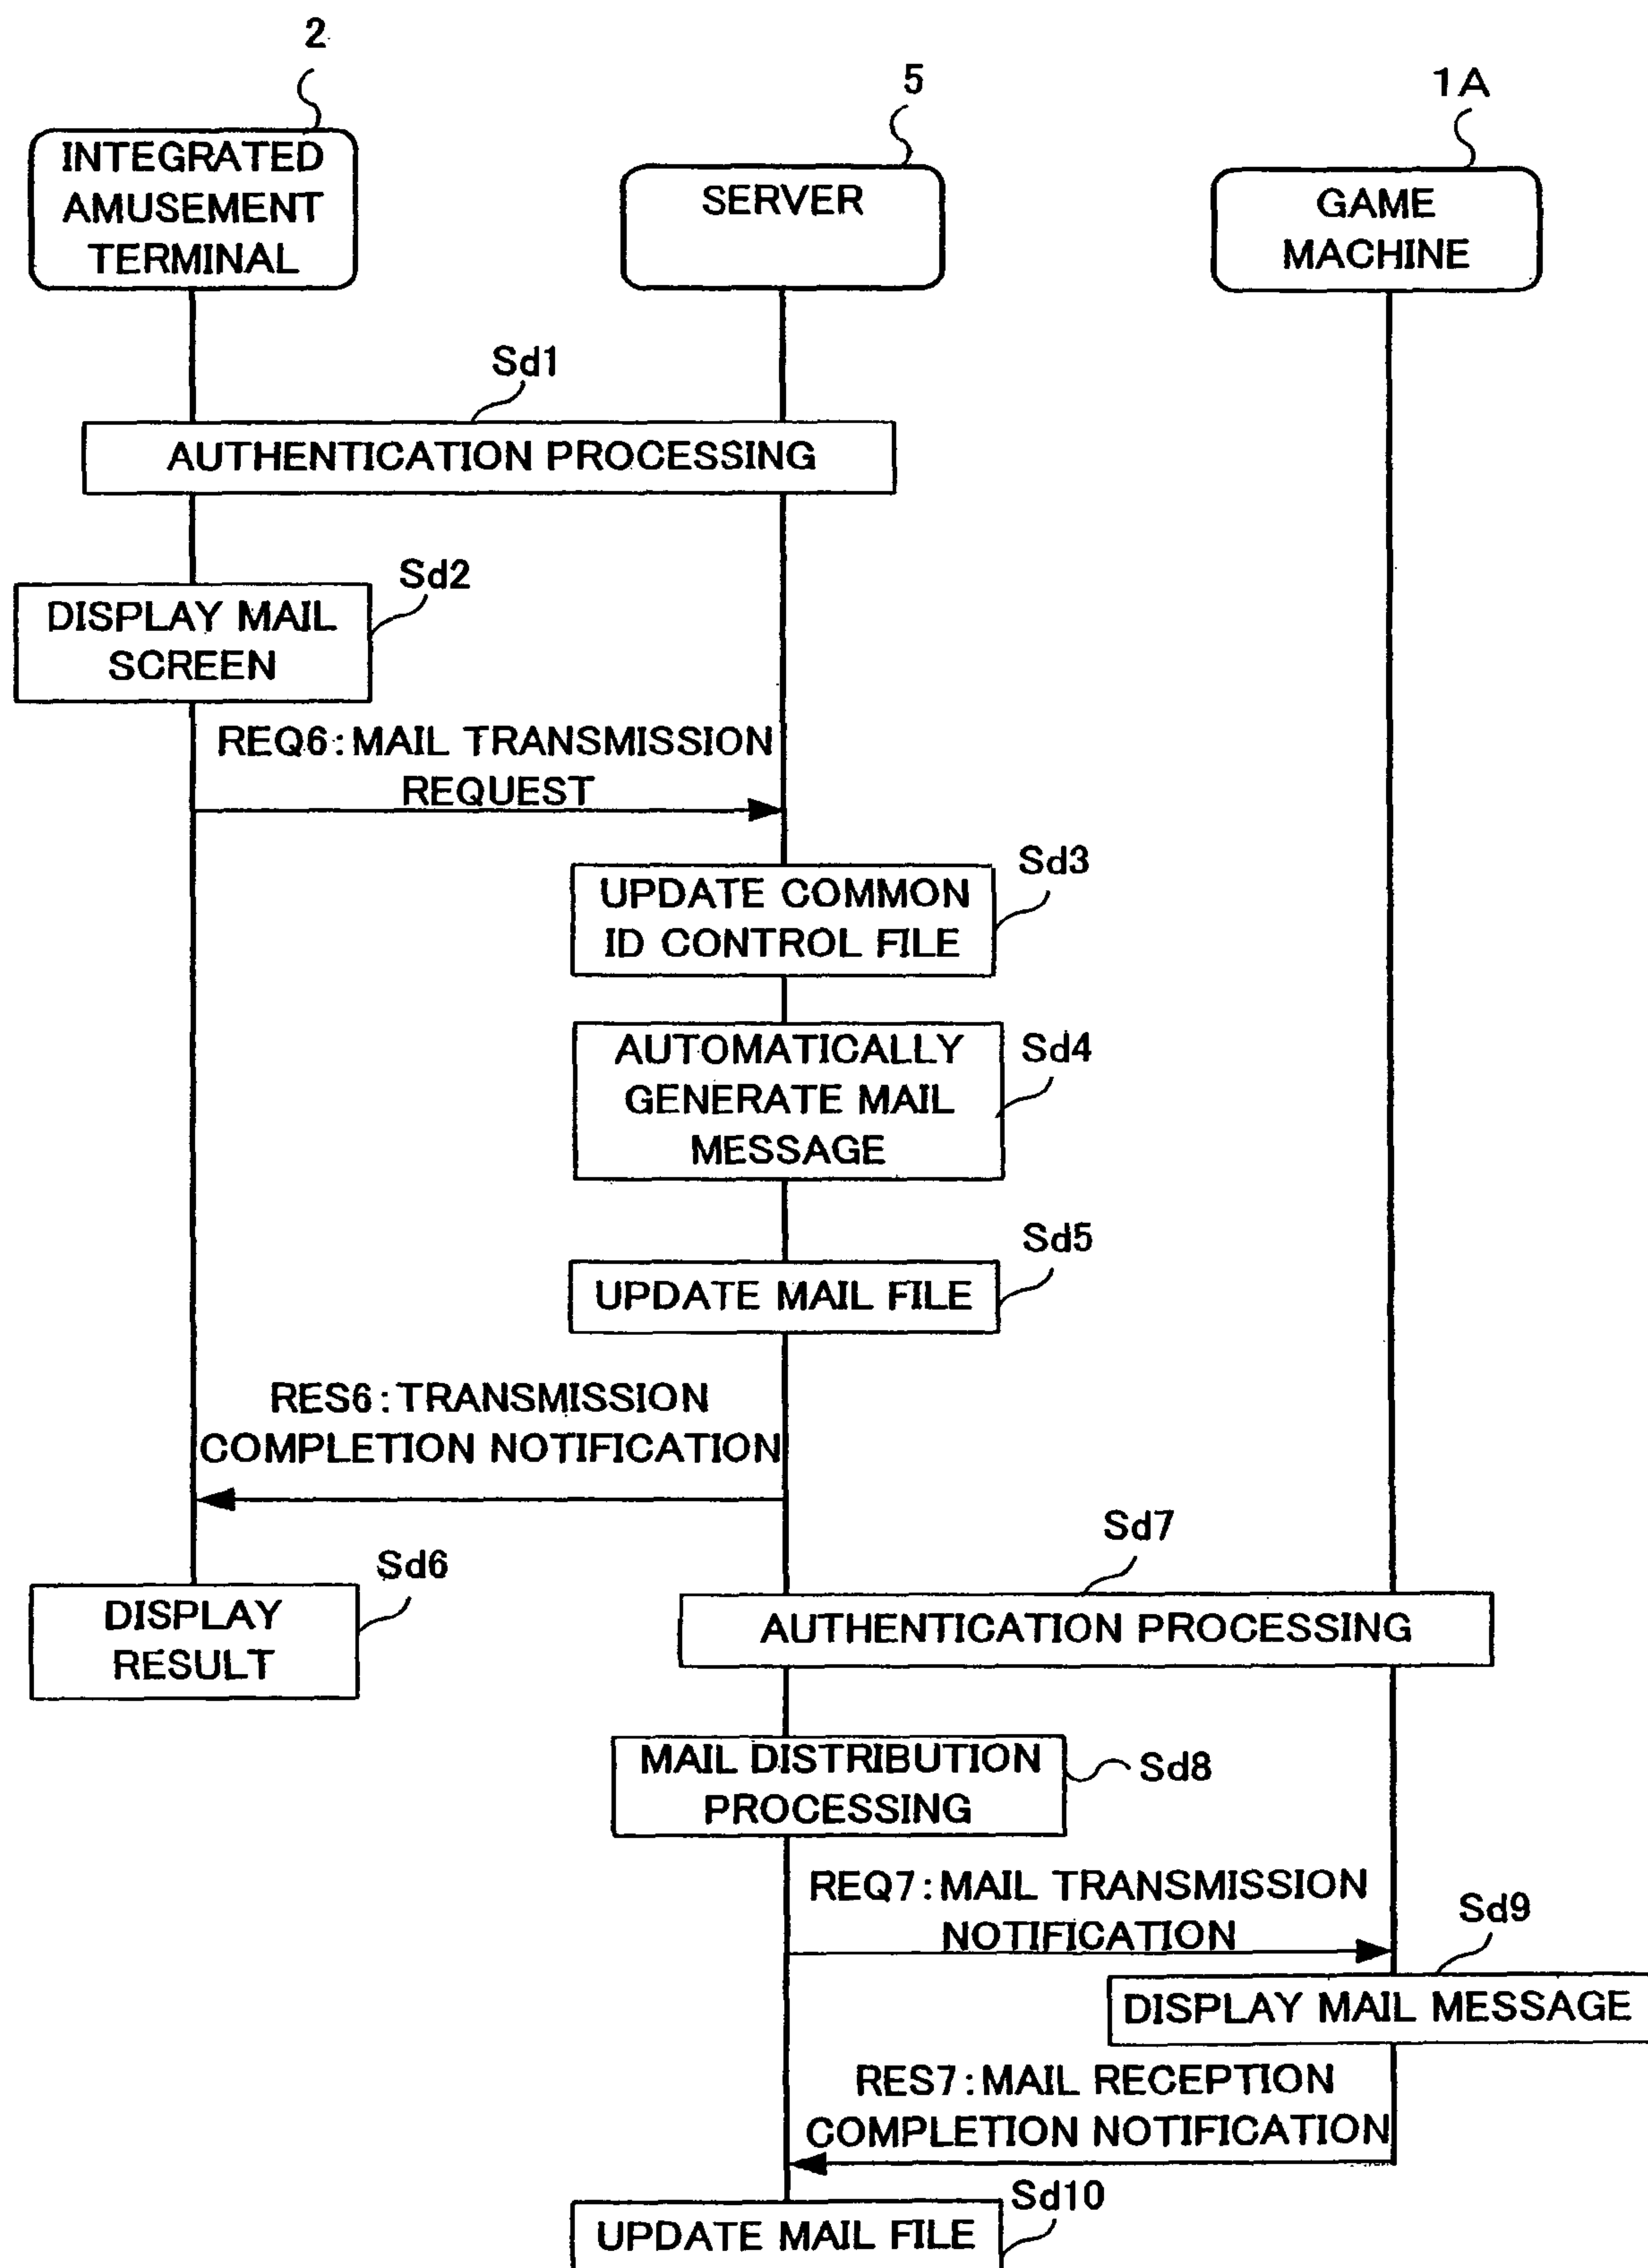 2
5
1A
INTEGRATED
AMUSEMENT
TERMINAL
SERVER
GAME
MACHINE
Sd1
AUTHENTICATION PROCESSING
Sd2
DISPLAY MAIL
SCREEN
REQ6:MAIL TRANSMISSION
REQUEST
Sd3
UPDATE COMMON
ID CONTROL FILE
Sd4
AUTOMATICALLY
GENERATE MAIL
MESSAGE
Sd5
UPDATE MAIL FILE
RES6:TRANSMISSION
COMPLETION NOTIFICATION
Sd6
DISPLAY
RESULT
Sd7
AUTHENTICATION PROCESSING
MAIL DISTRIBUTION
PROCESSING
Sd8
REQ7:MAIL TRANSMISSION
NOTIFICATION
Sd9
DISPLAY MAIL MESSAGE
RES7:MAIL RECEPTION
COMPLETION NOTIFICATION
Sd10
UPDATE MAIL FILE